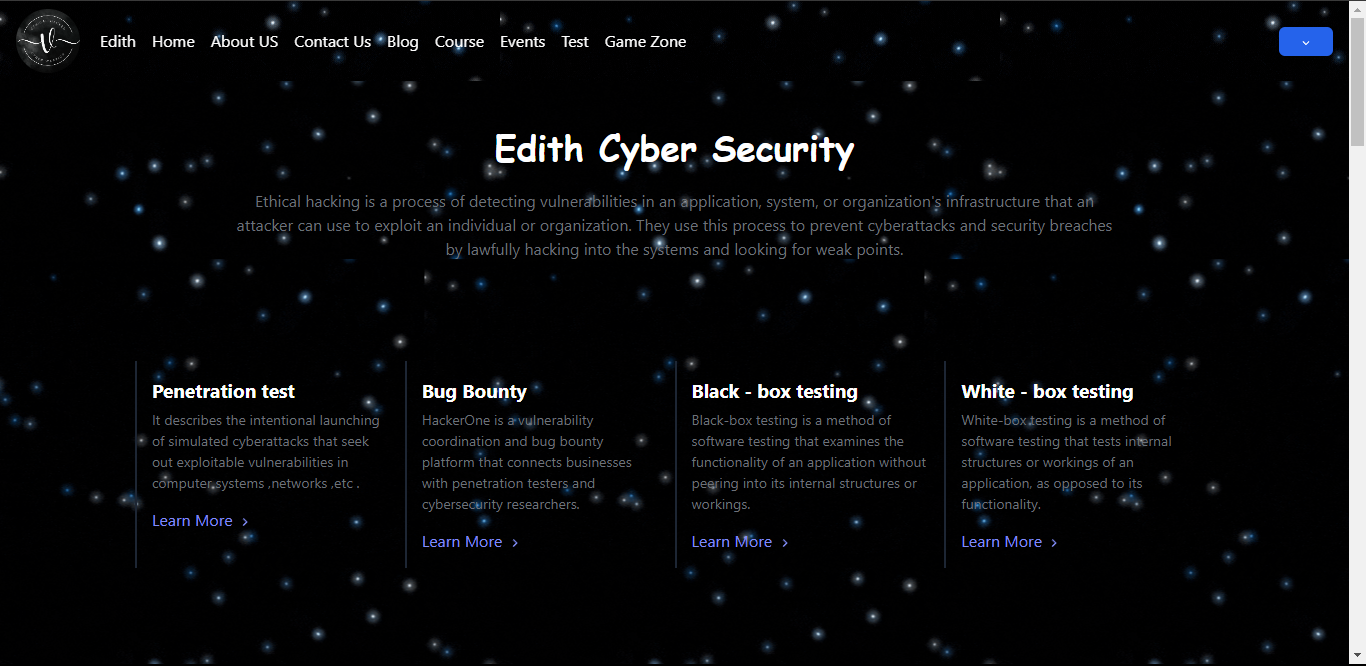 Edith Home About US Contact Us Blog Course Events Test Game Zone
Edith Cyber Security
Ethical hacking is a process of detecting vulnerabilities in an application, system, or organization's infrastructure that an
attacker can use to exploit an individual or organization. They use this process to prevent cyberattacks and security breaches
by lawfully hacking into the systems and looking for weak points.
Penetration test
It describes the intentional launching
of simulated cyberattacks that seek
out exploitable vulnerabilities in
computer systems ,networks ,etc .
Learn More
Bug Bounty
HackerOne is a vulnerability
coordination and bug bounty
platform that connects businesses
with penetration testers and
cybersecurity researchers.
Learn More
Black - box testing
Black-box testing is a method of
software testing that examines the
functionality of an application without
peering into its internal structures or
workings.
Learn More
White - box testing
White-box testing is a method of
software testing that tests internal
structures or workings of an
application, as opposed to its
functionality.
Learn More